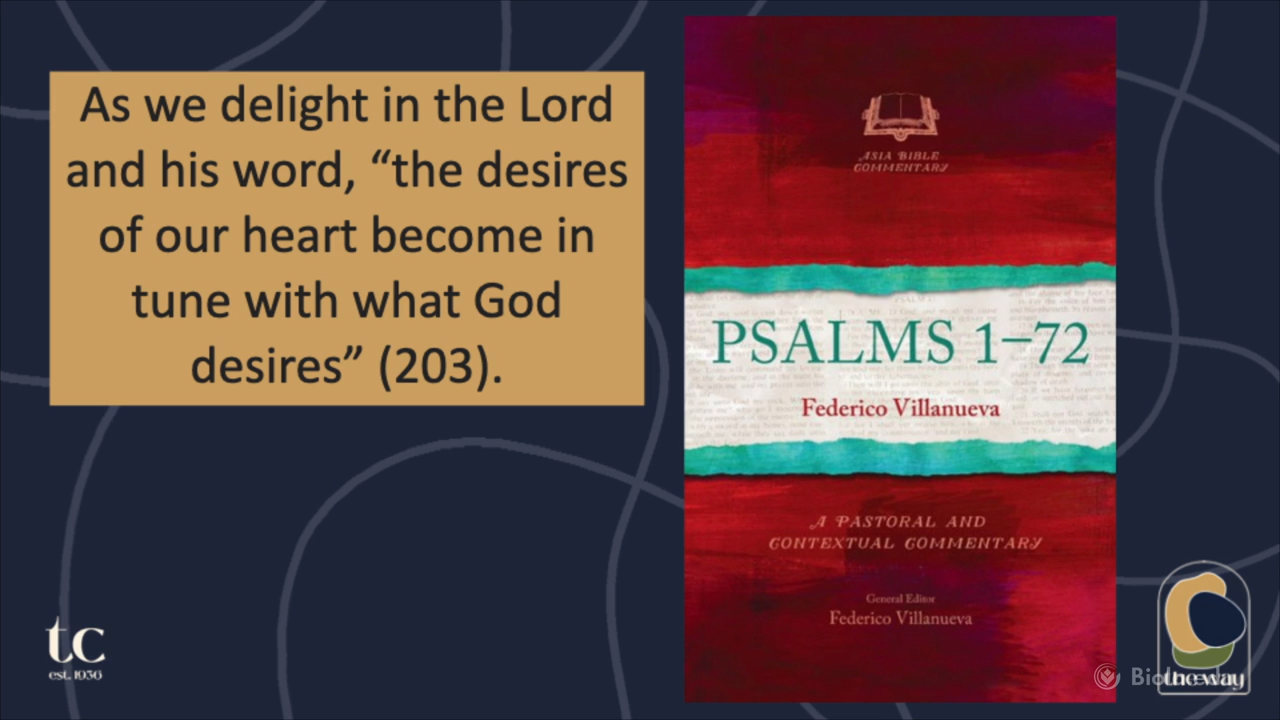 As we delight in the Lord
and his word, “the desires
of our heart become in
tune with what God
desires” (203).
ASIA BIBLE
COMMENTARY
PSALMS 1–72
Federico Villanueva
A PASTORAL AND
CONTEXTUAL COMMENTARY
General Editor
Federico Villanueva
tc
est. 1936
the way